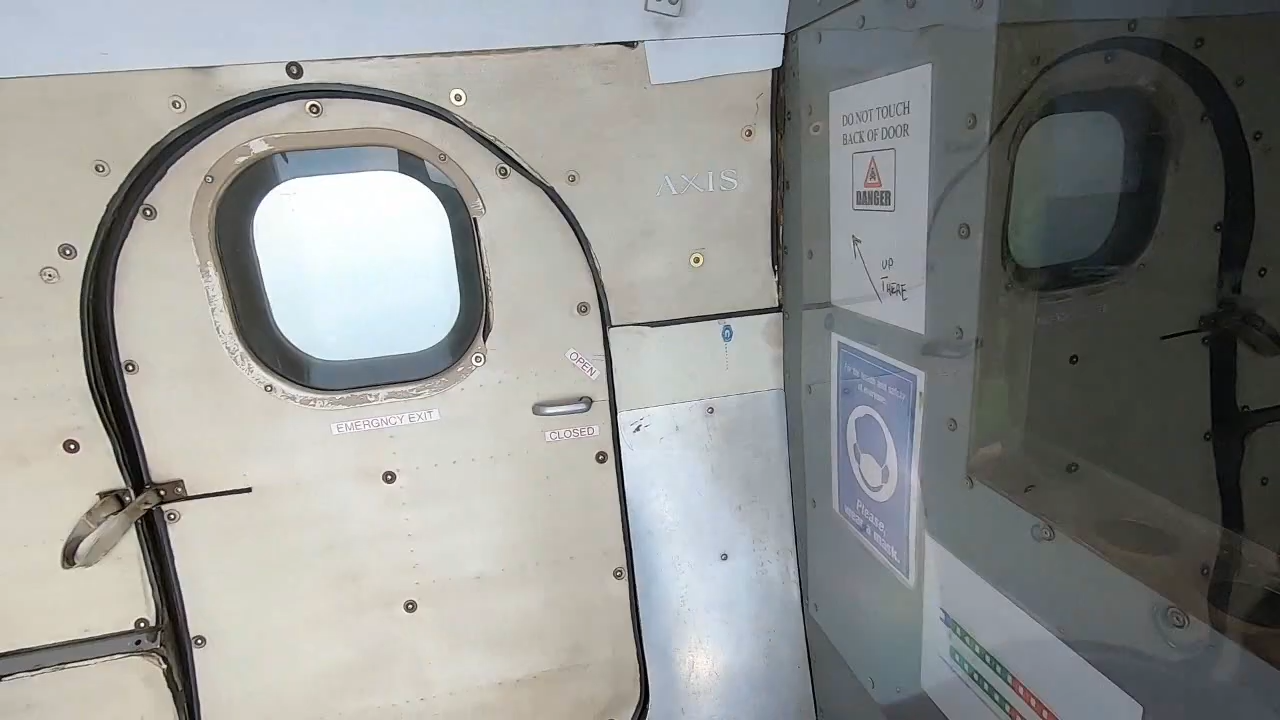 AXIS
OPEN
EMERGNCY EXIT
CLOSED
DO NOT TOUCH
BACK OF DOOR
DANGER
UP
THERE
Please,
wear a mask.